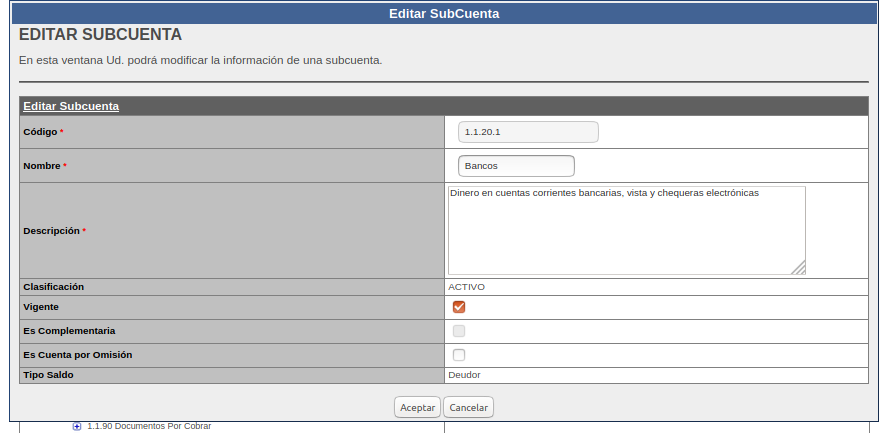 Editar SubCuenta
EDITAR SUBCUENTA
En esta ventana Ud. podrá modificar la información de una subcuenta.
Editar Subcuenta
Código *
1.1.20.1
Nombre *
Bancos
Descripción *
Dinero en cuentas corrientes bancarias, vista y chequeras electrónicas
Clasificación
ACTIVO
Vigente
Es Complementaria
Es Cuenta por Omisión
Tipo Saldo
Deudor
Aceptar
Cancelar
1.1.90 Documentos Por Cobrar